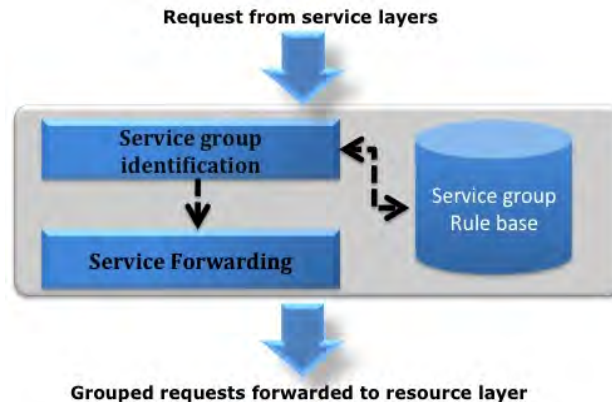 Request from service layers
Service group
identification
Service group
Rule base
Service Forwarding
Grouped requests forwarded to resource layer